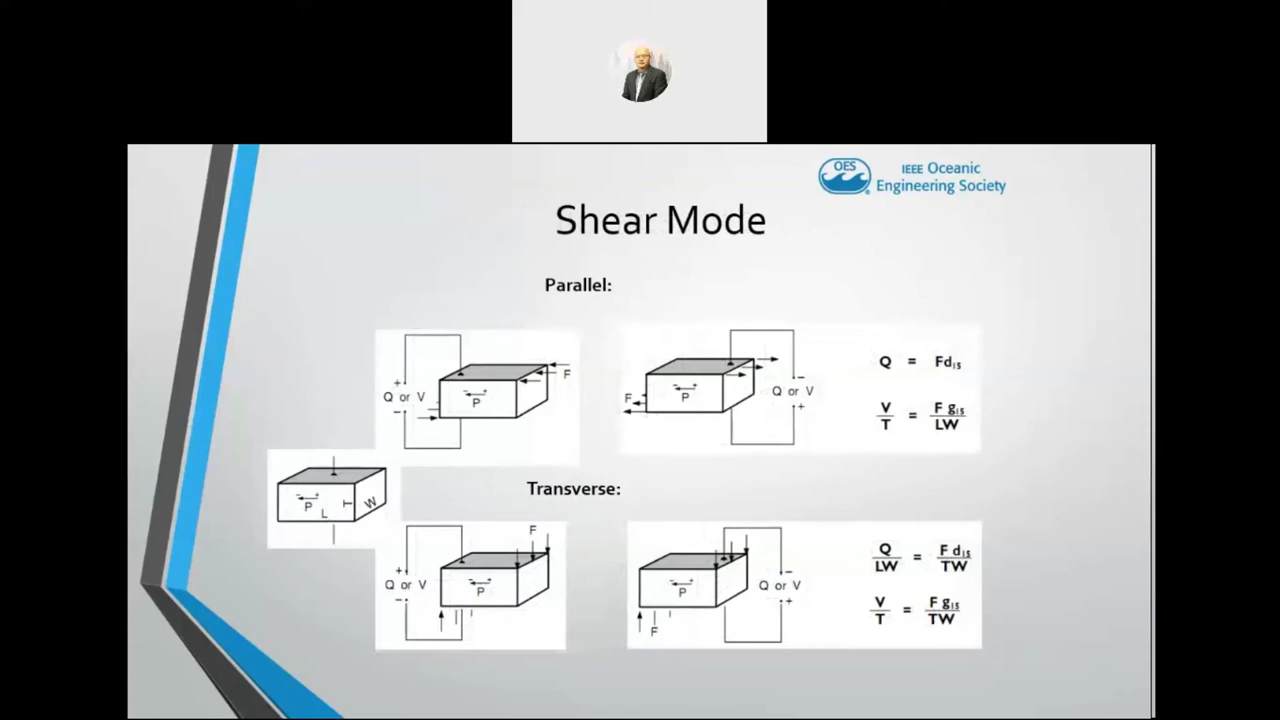 OES
IEEE Oceanic
Engineering Society
Shear Mode
Parallel:
+
Q or V
−
− +
P
F
F
− +
P
−
Q or V
+
Q = Fd₁₅
V/T = F g₁₅/LW
− +
P
L
T
W
Transverse:
+
Q or V
−
F
− +
P
− +
P
F
−
Q or V
+
Q/LW = F d₁₅/TW
V/T = F g₁₅/TW